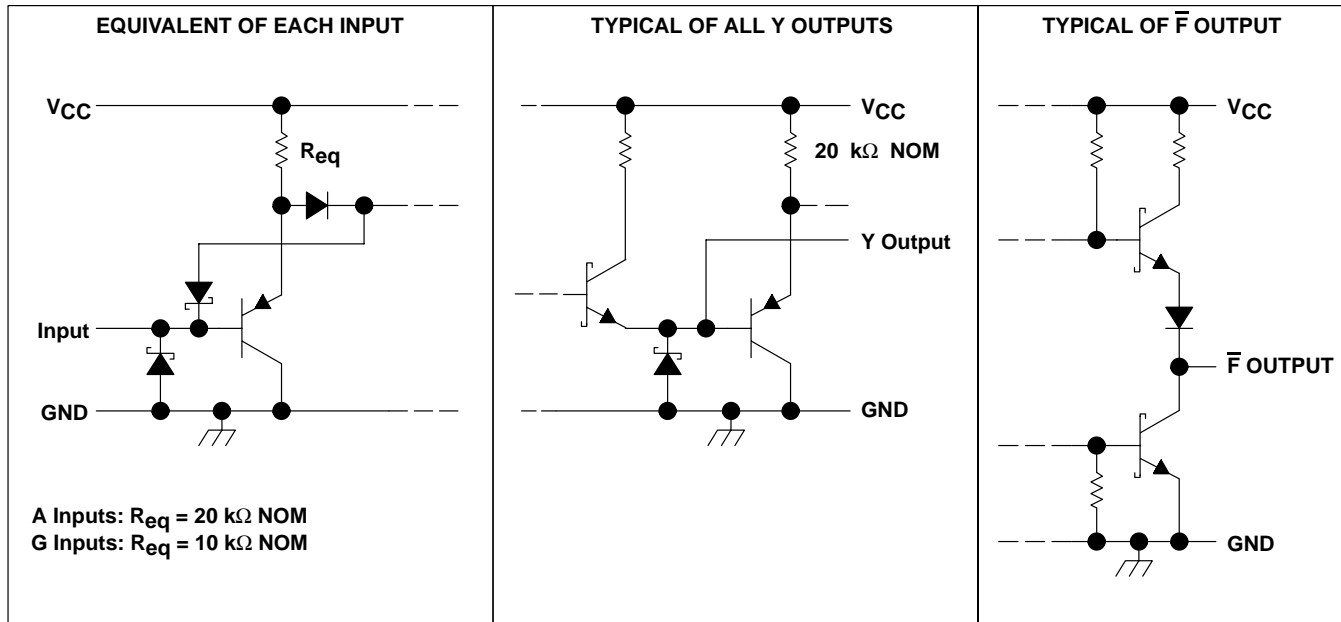 EQUIVALENT OF EACH INPUT
VCC
Req
Input
GND
A Inputs: Req = 20 kΩ NOM
G Inputs: Req = 10 kΩ NOM
TYPICAL OF ALL Y OUTPUTS
VCC
20 kΩ NOM
Y Output
GND
TYPICAL OF F̅ OUTPUT
VCC
F̅ OUTPUT
GND